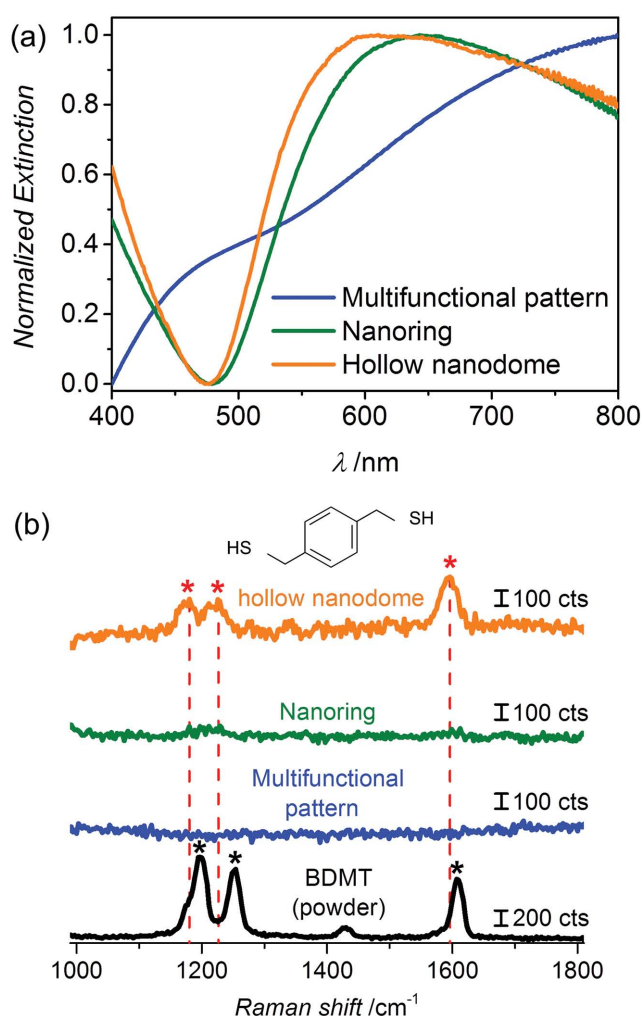 (a)
Normalized Extinction
1.0
0.8
0.6
0.4
0.2
0.0
Multifunctional pattern
Nanoring
Hollow nanodome
400 500 600 700 800
λ /nm
(b)
HS
SH
* * *
hollow nanodome
100 cts
Nanoring
100 cts
Multifunctional
pattern
100 cts
* * *
BDMT
(powder)
200 cts
1000 1200 1400 1600 1800
Raman shift /cm⁻¹